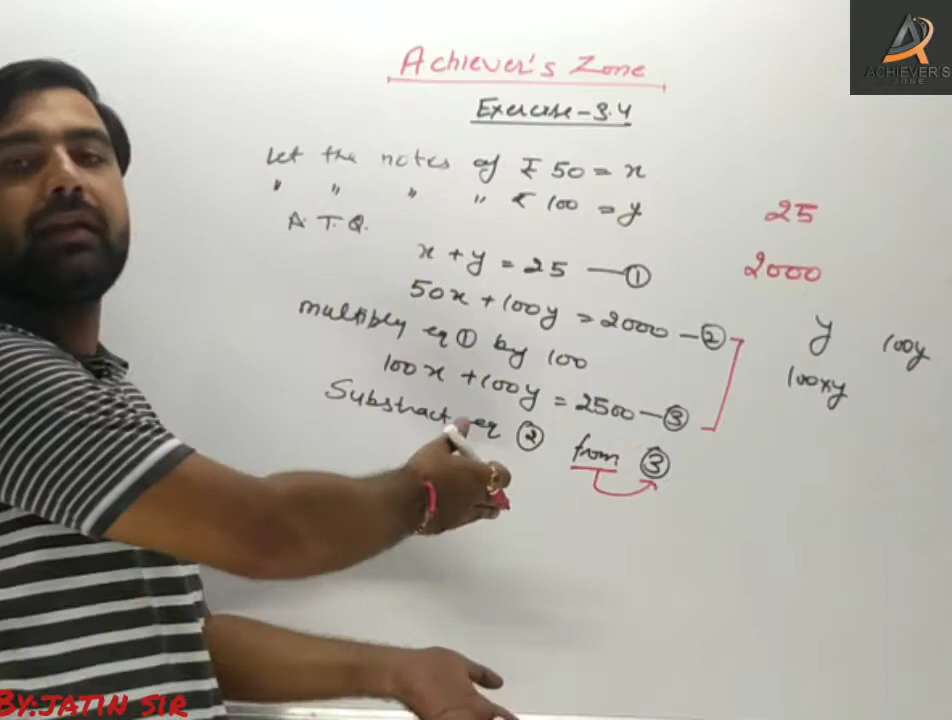 ACHIEVER'S
ZONE
Achiever's Zone
Exercise-3.4
Let the notes of ₹ 50 = x
" " " " ₹ 100 = y
A.T.Q.
x + y = 25 — ①
50x + 100y = 2000 — ②
multiply eq ① by 100
100x + 100y = 2500 — ③
Substract eq ② from ③
25
2000
y 100y
100xy
BY:JATIN SIR